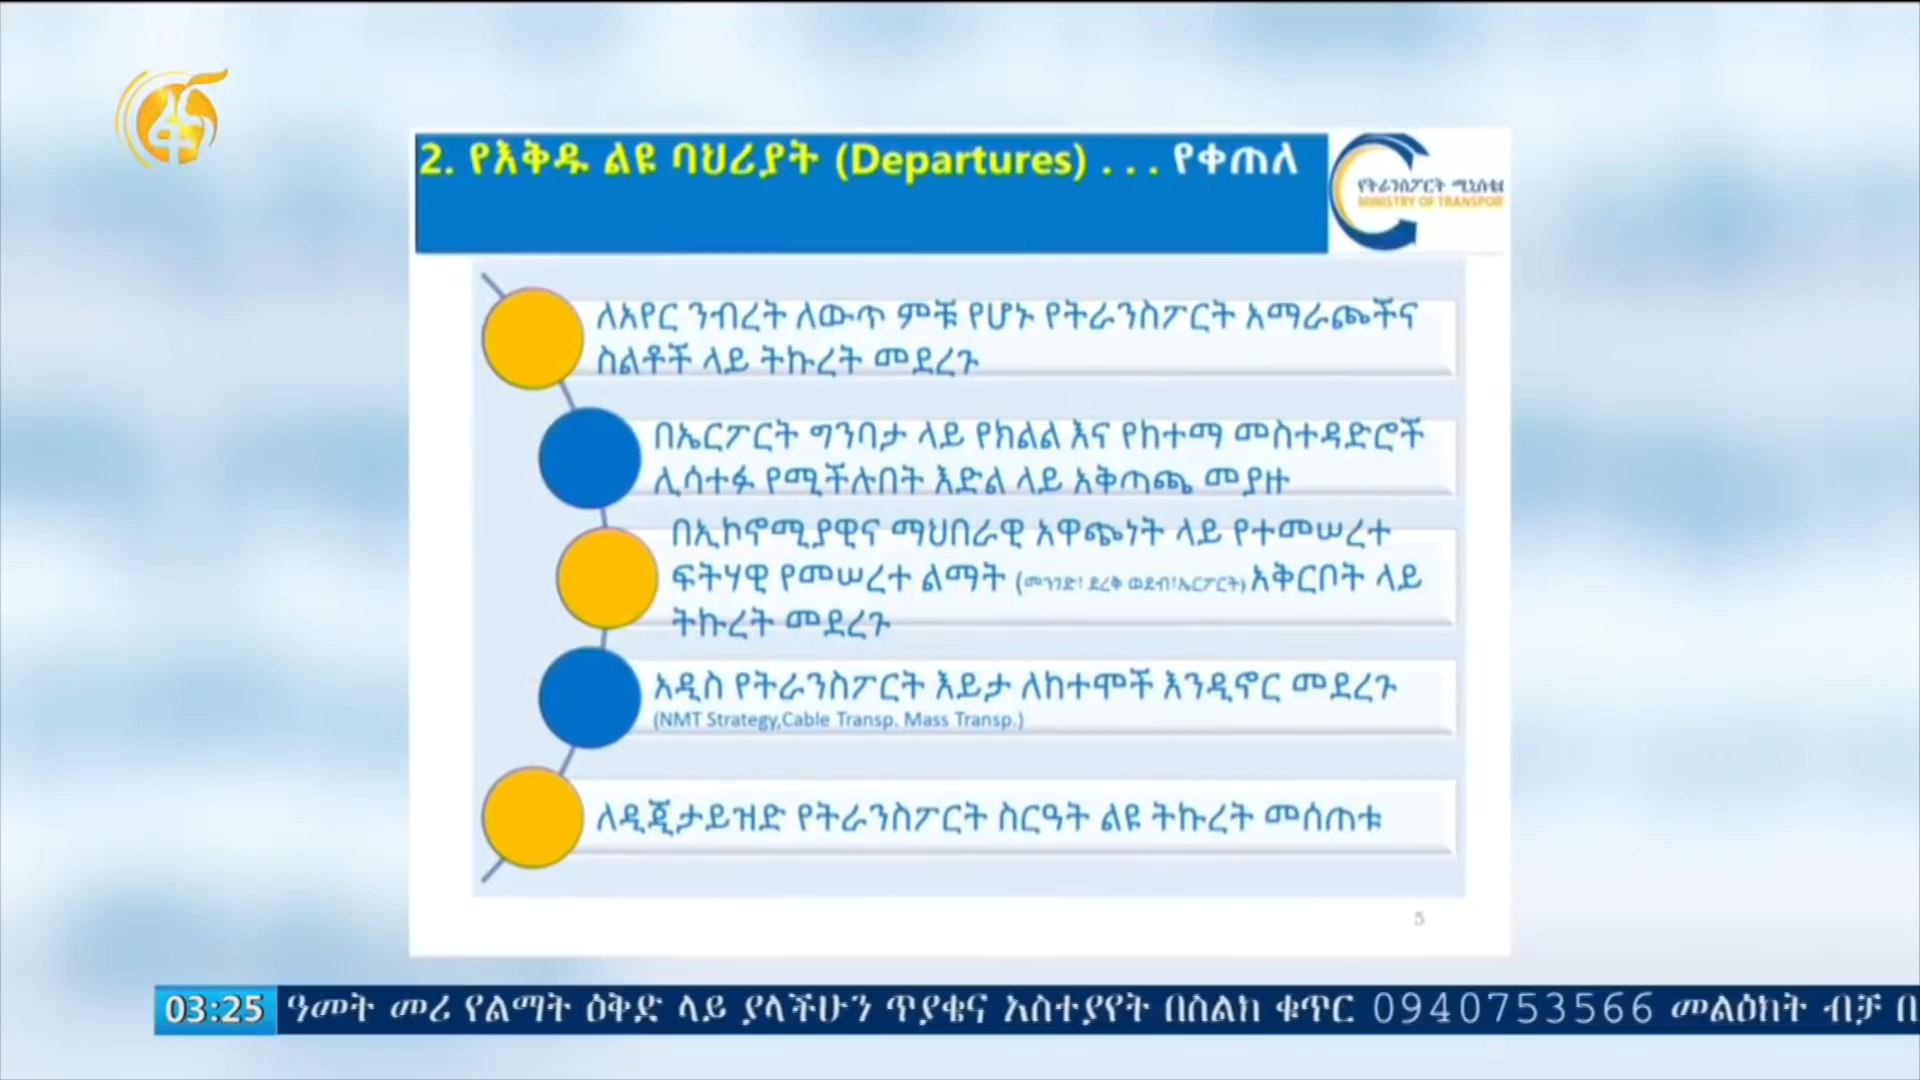 2. የእቅዱ ልዩ ባህሪያት (Departures) . . . የቀጠለ
የትራንስፖርት ሚኒስቴር
MINISTRY OF TRANSPORT
ለአየር ንብረት ለውጥ ምቹ የሆኑ የትራንስፖርት አማራጮችና
ስልቶች ላይ ትኩረት መደረጉ
በኤርፖርት ግንባታ ላይ የክልል እና የከተማ መስተዳድሮች
ሊሳተፉ የሚችሉበት እድል ላይ አቅጣጫ መያዙ
በኢኮኖሚያዊና ማህበራዊ አዋጭነት ላይ የተመሠረተ
ፍትሃዊ የመሠረተ ልማት (መንገድ፣ ደረቅ ወደብ፣ኤርፖርት) አቅርቦት ላይ
ትኩረት መደረጉ
አዲስ የትራንስፖርት እይታ ለከተሞች እንዲኖር መደረጉ
(NMT Strategy,Cable Transp. Mass Transp.)
ለዲጂታይዝድ የትራንስፖርት ስርዓት ልዩ ትኩረት መሰጠቱ
5
03:25 ዓመት መሪ የልማት ዕቅድ ላይ ያላችሁን ጥያቄና አስተያየት በስልክ ቁጥር 0940753566 መልዕክት ብቻ በ